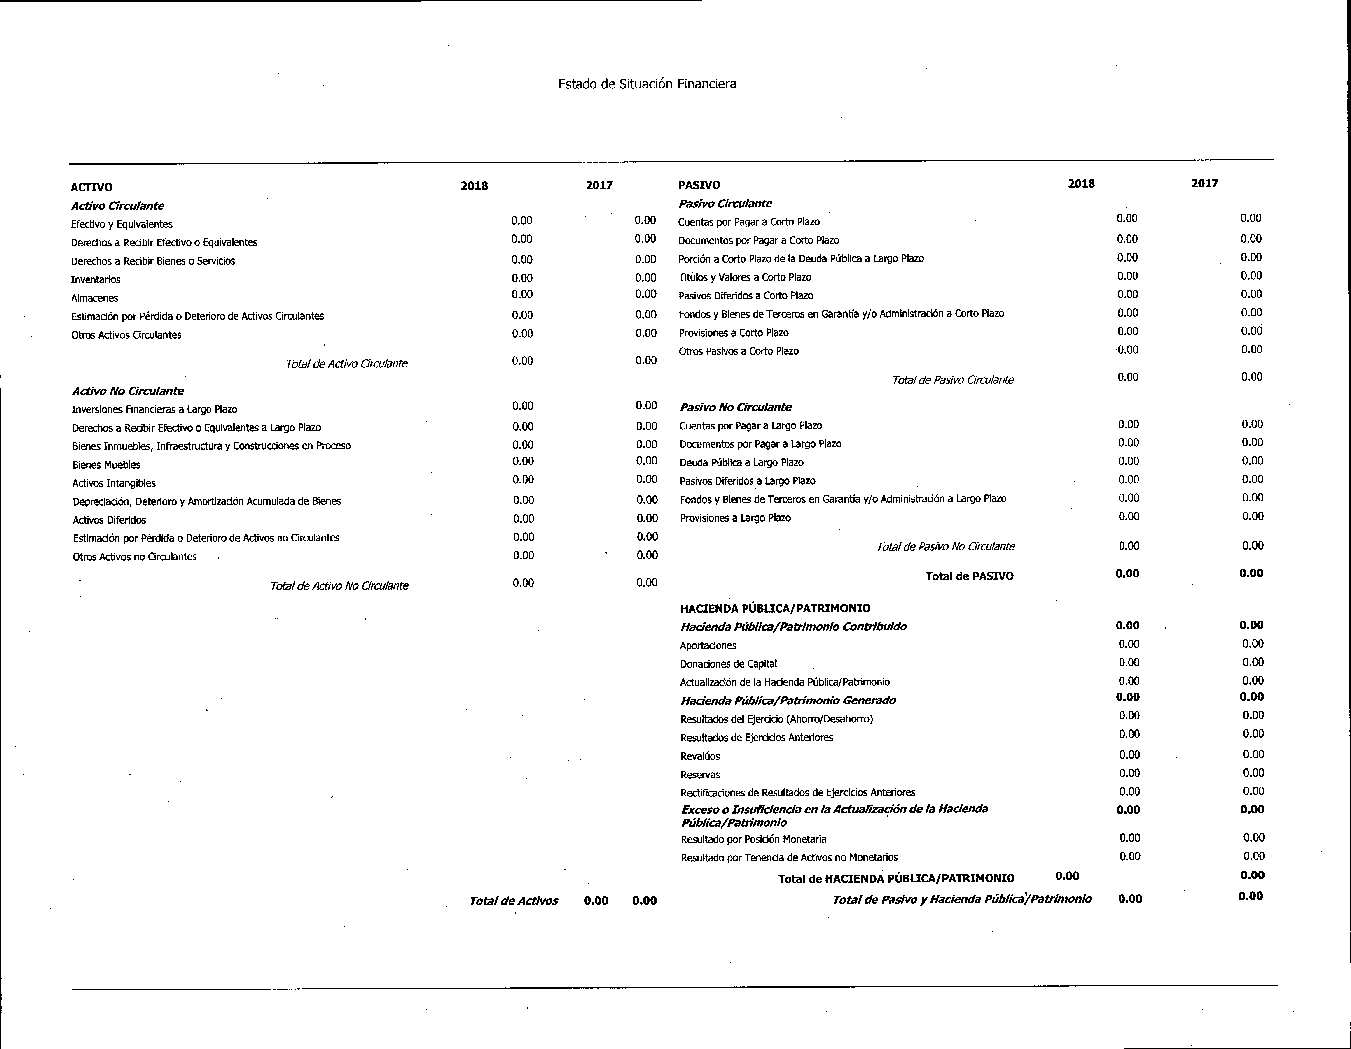 Estado de Situación Financiera
ACTIVO 2018 2017
Activo Circulante
Efectivo y Equivalentes 0.00 0.00
Derechos a Recibir Efectivo o Equivalentes 0.00 0.00
Derechos a Recibir Bienes o Servicios 0.00 0.00
Inventarios 0.00 0.00
Almacenes 0.00 0.00
Estimación por Pérdida o Deterioro de Activos Circulantes 0.00 0.00
Otros Activos Circulantes 0.00 0.00
Total de Activo Circulante 0.00 0.00
Activo No Circulante
Inversiones Financieras a Largo Plazo 0.00 0.00
Derechos a Recibir Efectivo o Equivalentes a Largo Plazo 0.00 0.00
Bienes Inmuebles, Infraestructura y Construcciones en Proceso 0.00 0.00
Bienes Muebles 0.00 0.00
Activos Intangibles 0.00 0.00
Depreciación, Deterioro y Amortización Acumulada de Bienes 0.00 0.00
Activos Diferidos 0.00 0.00
Estimación por Pérdida o Deterioro de Activos no Circulantes 0.00 0.00
Otros Activos no Circulantes 0.00 0.00
Total de Activo No Circulante 0.00 0.00
Total de Activos 0.00 0.00
PASIVO 2018 2017
Pasivo Circulante
Cuentas por Pagar a Corto Plazo 0.00 0.00
Documentos por Pagar a Corto Plazo 0.00 0.00
Porción a Corto Plazo de la Deuda Pública a Largo Plazo 0.00 0.00
Títulos y Valores a Corto Plazo 0.00 0.00
Pasivos Diferidos a Corto Plazo 0.00 0.00
Fondos y Bienes de Terceros en Garantía y/o Administración a Corto Plazo 0.00 0.00
Provisiones a Corto Plazo 0.00 0.00
Otros Pasivos a Corto Plazo 0.00 0.00
Total de Pasivo Circulante 0.00 0.00
Pasivo No Circulante
Cuentas por Pagar a Largo Plazo 0.00 0.00
Documentos por Pagar a Largo Plazo 0.00 0.00
Deuda Pública a Largo Plazo 0.00 0.00
Pasivos Diferidos a Largo Plazo 0.00 0.00
Fondos y Bienes de Terceros en Garantía y/o Administración a Largo Plazo 0.00 0.00
Provisiones a Largo Plazo 0.00 0.00
Total de Pasivo No Circulante 0.00 0.00
Total de PASIVO 0.00 0.00
HACIENDA PÚBLICA/PATRIMONIO
Hacienda Pública/Patrimonio Contribuido 0.00 0.00
Aportaciones 0.00 0.00
Donaciones de Capital 0.00 0.00
Actualización de la Hacienda Pública/Patrimonio 0.00 0.00
Hacienda Pública/Patrimonio Generado 0.00 0.00
Resultados del Ejercicio (Ahorro/Desahorro) 0.00 0.00
Resultados de Ejercicios Anteriores 0.00 0.00
Revalúos 0.00 0.00
Reservas 0.00 0.00
Rectificaciones de Resultados de Ejercicios Anteriores 0.00 0.00
Exceso o Insuficiencia en la Actualización de la Hacienda 0.00 0.00
Pública/Patrimonio
Resultado por Posición Monetaria 0.00 0.00
Resultado por Tenencia de Activos no Monetarios 0.00 0.00
Total de HACIENDA PÚBLICA/PATRIMONIO 0.00 0.00
Total de Pasivo y Hacienda Pública/Patrimonio 0.00 0.00